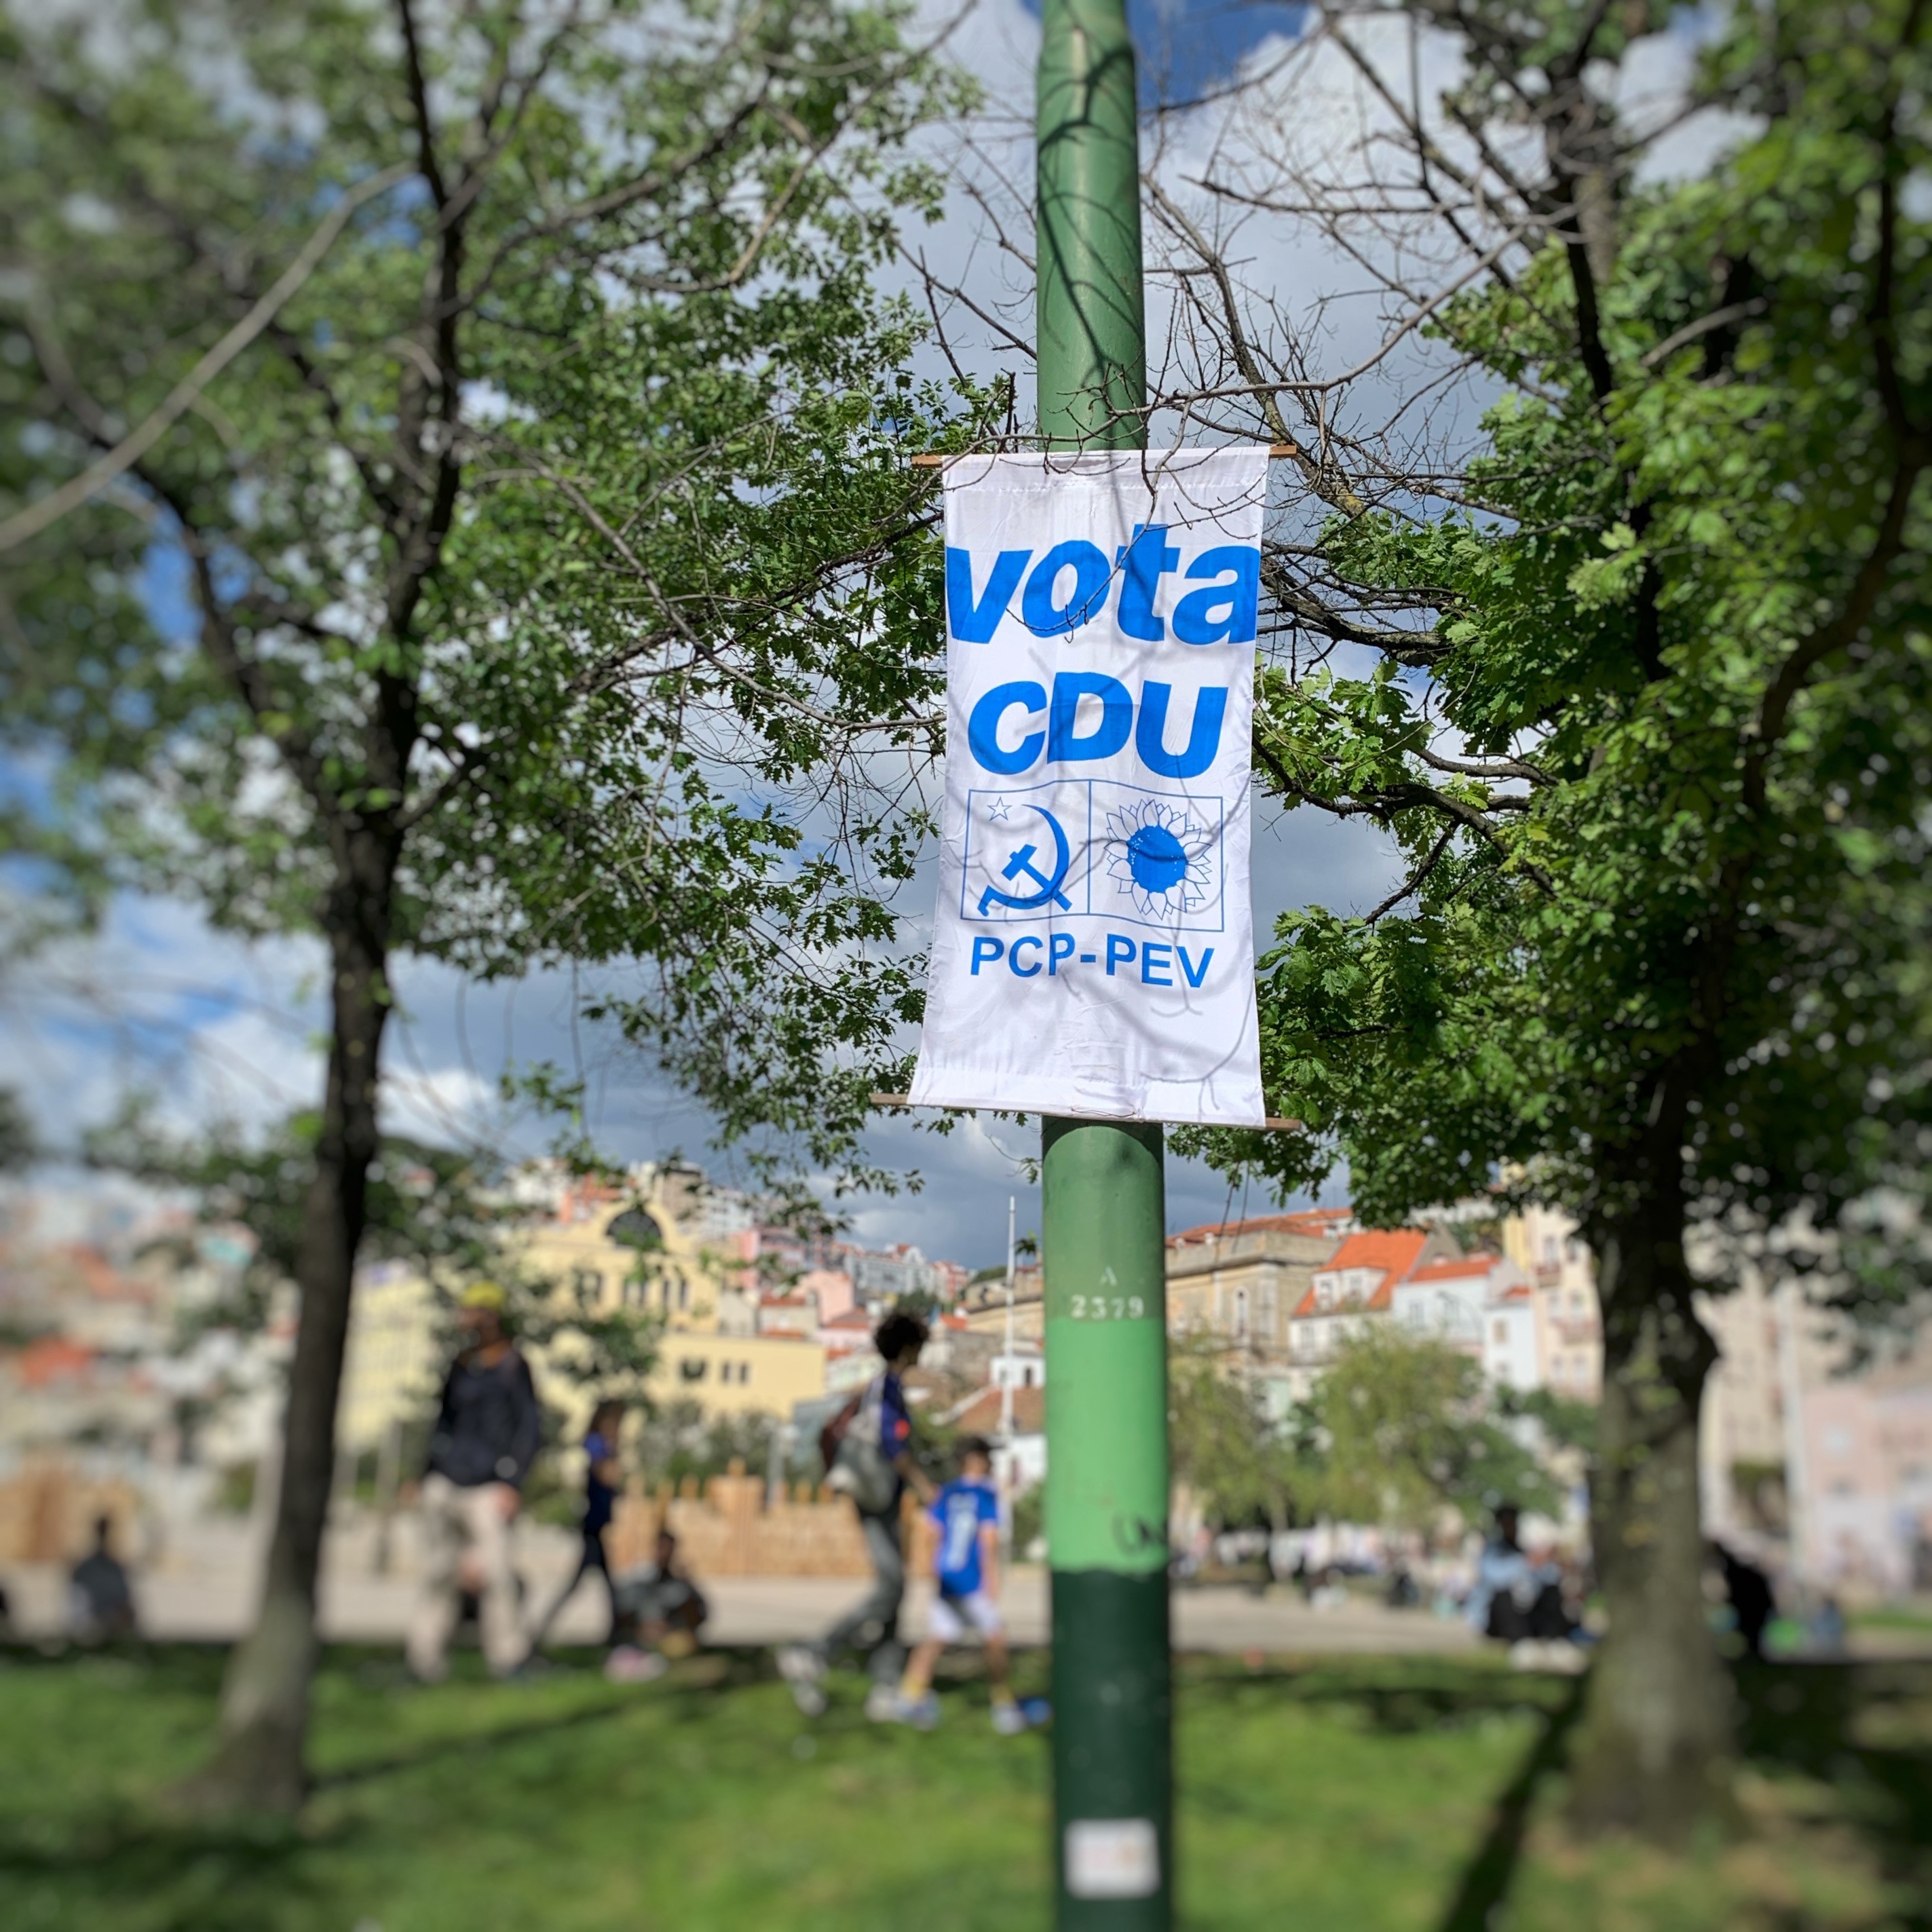 vota
CDU
PCP-PEV
A
2379